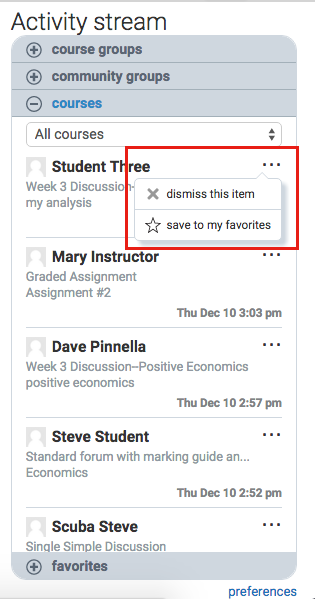 Activity stream
course groups
community groups
courses
All courses
Student Three
Week 3 Discussion-
my analysis
dismiss this item
save to my favorites
Mary Instructor
Graded Assignment
Assignment #2
Thu Dec 10 3:03 pm
Dave Pinnella
Week 3 Discussion–Positive Economics
positive economics
Thu Dec 10 2:57 pm
Steve Student
Standard forum with marking guide an...
Economics
Thu Dec 10 2:52 pm
Scuba Steve
Single Simple Discussion
favorites
preferences